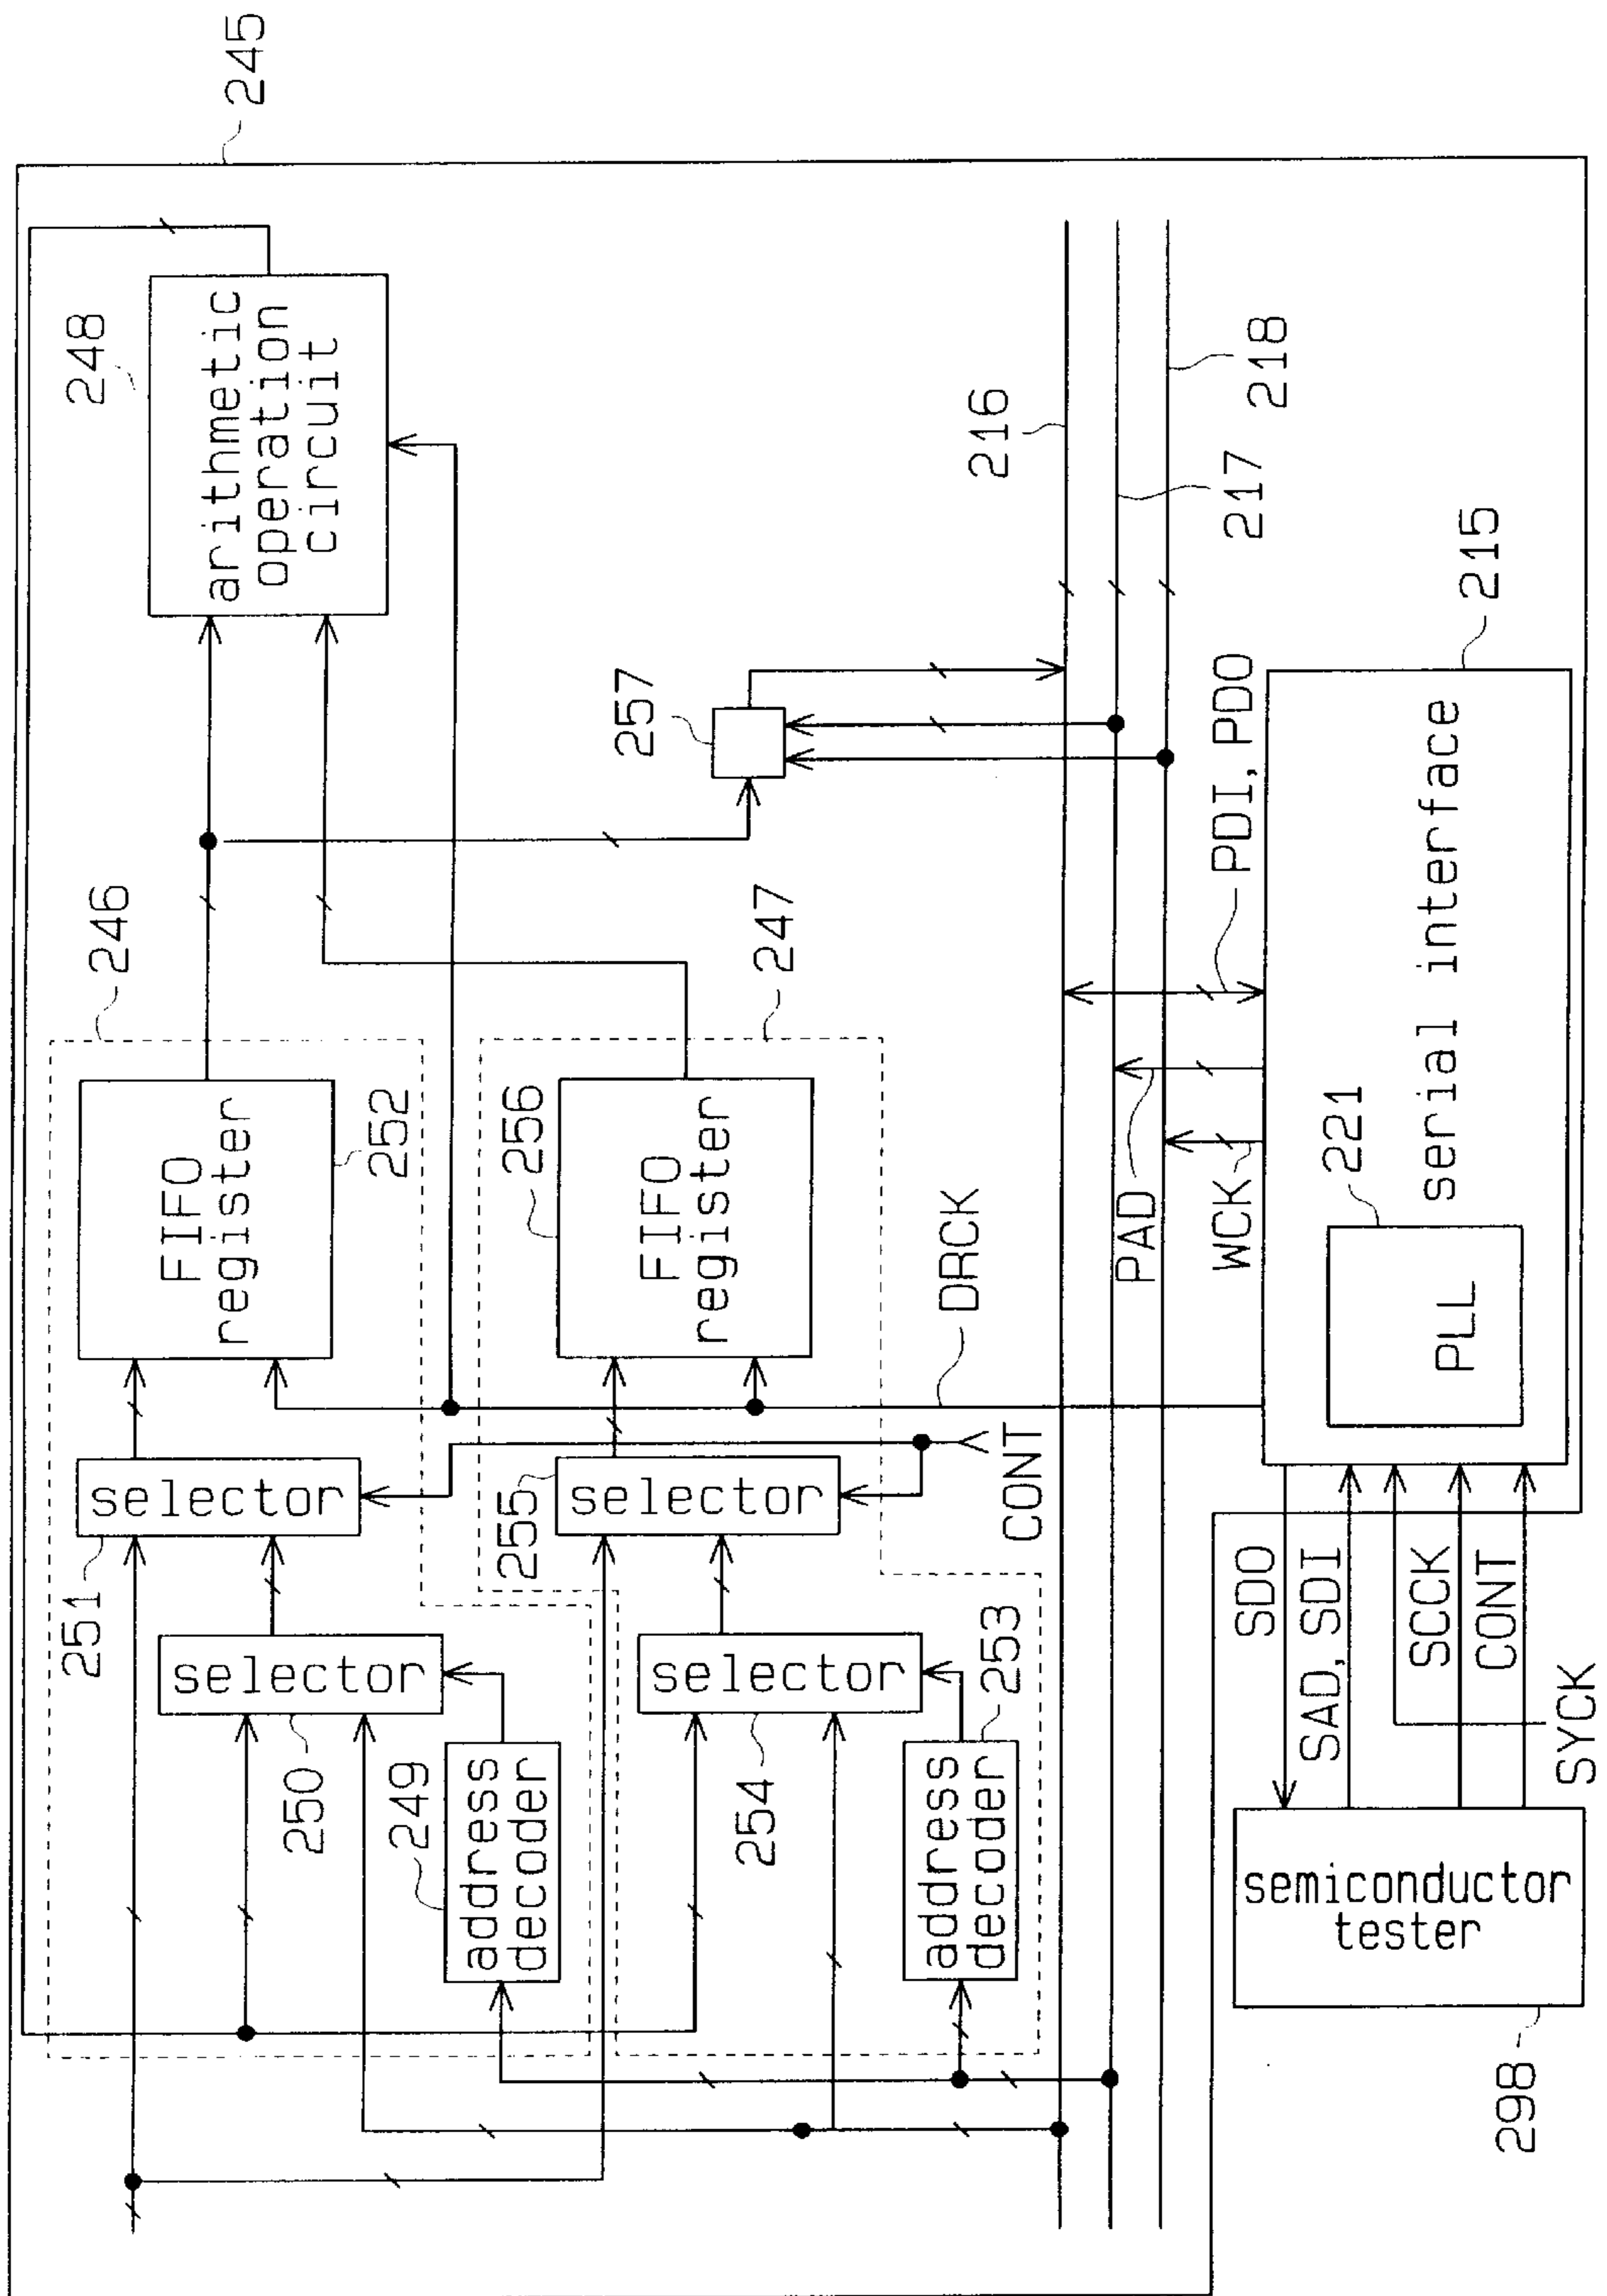 245
248
arithmetic
operation
circuit
246
FIFO
register
252
251
selector
selector
250
249
address
decoder
257
247
256
FIFO
register
255
selector
selector
254
253
address
decoder
CONT
DRCK
216
217
218
PDI, PDO
PAD
WCK
215
serial interface
221
PLL
SDO
SAD, SDI
SCCK
CONT
SYCK
semiconductor
tester
298